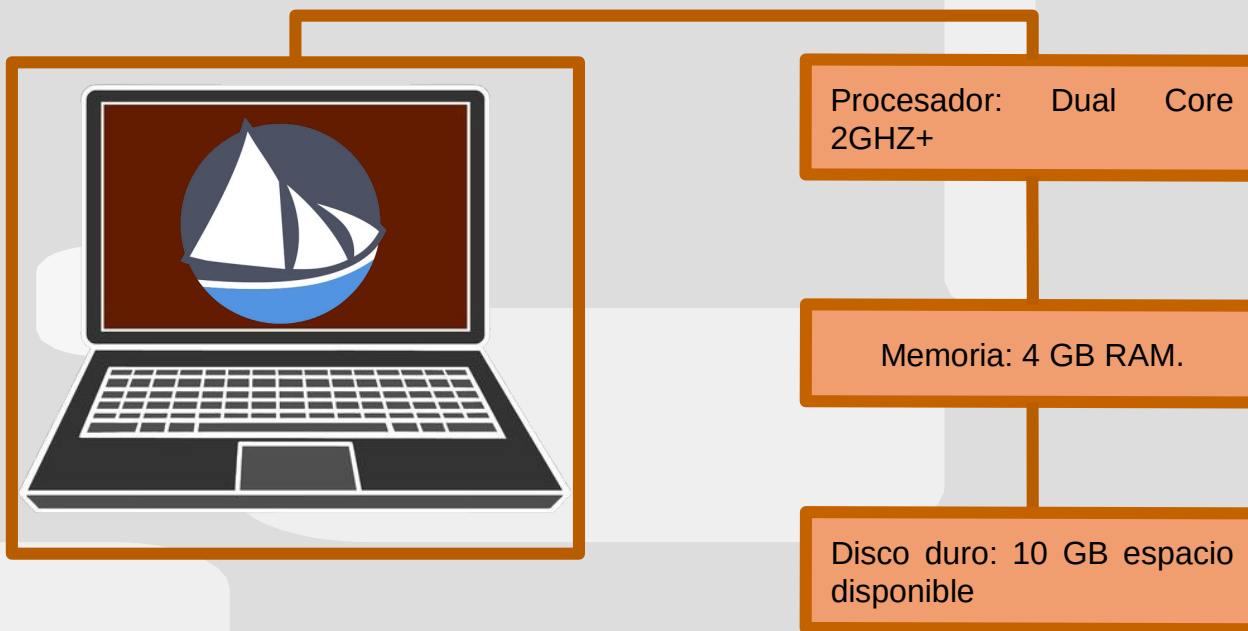 Procesador: Dual Core
2GHZ+
Memoria: 4 GB RAM.
Disco duro: 10 GB espacio
disponible